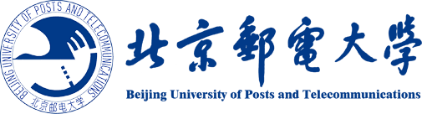 BEIJING UNIVERSITY OF POSTS AND TELECOMMUNICATIONS
北京邮电大学
北京郵電大學
Beijing University of Posts and Telecommunications